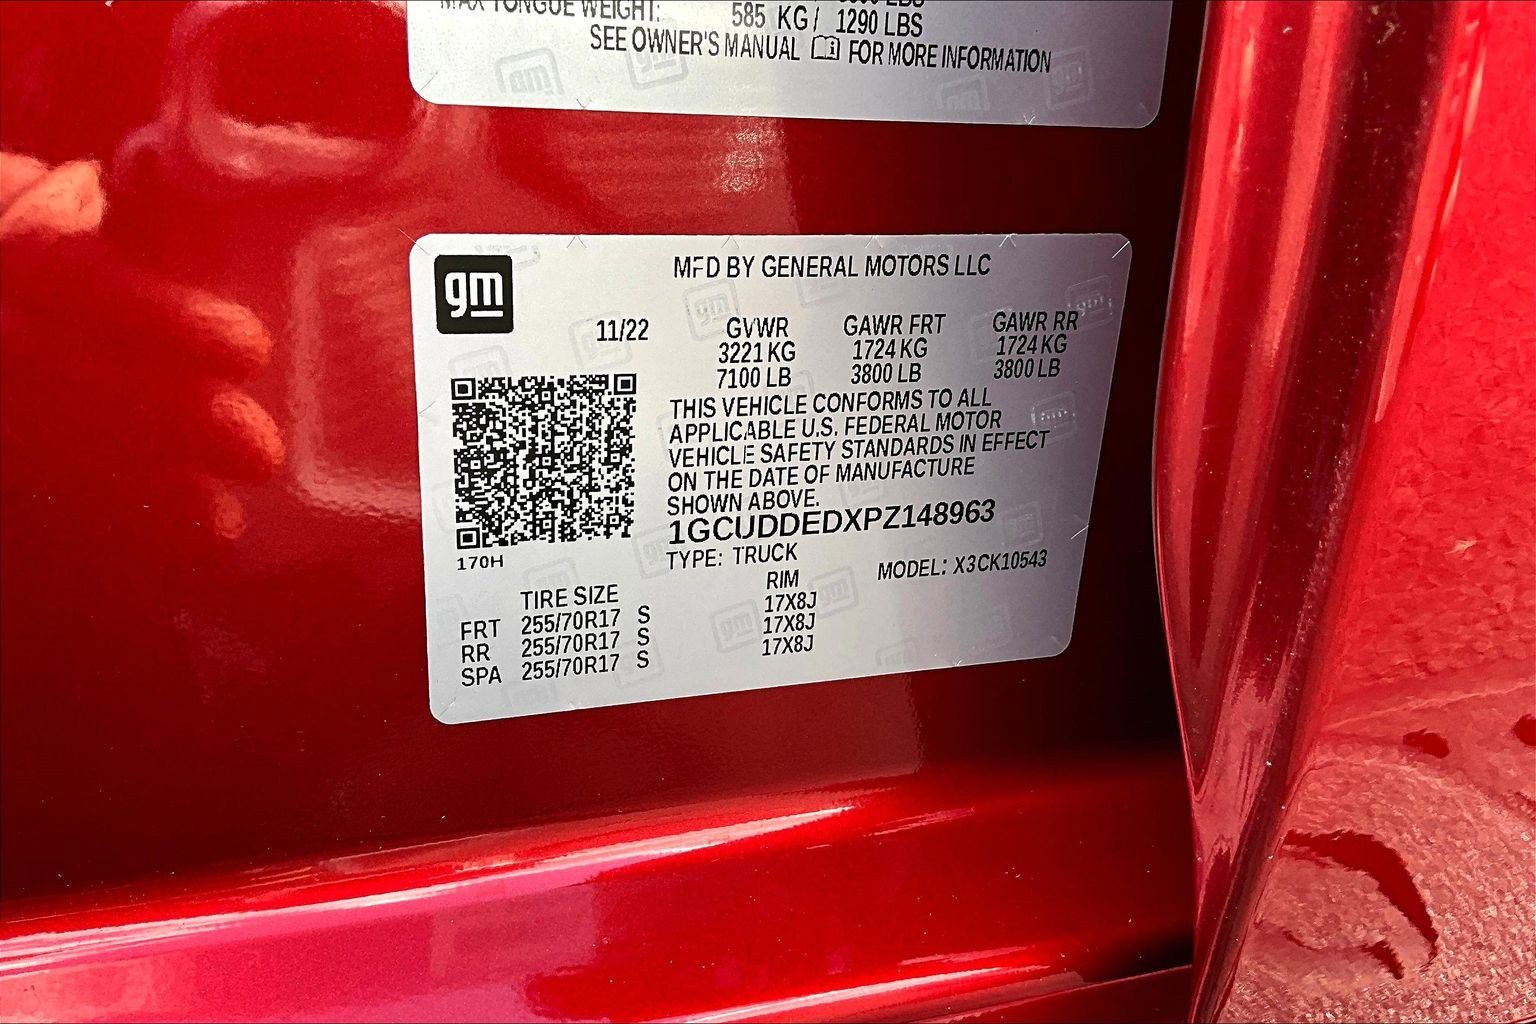 MAX TONGUE WEIGHT: 585 KG / 1290 LBS
SEE OWNER'S MANUAL FOR MORE INFORMATION
gm
MFD BY GENERAL MOTORS LLC
11/22 GVWR GAWR FRT GAWR RR
3221 KG 1724 KG 1724 KG
7100 LB 3800 LB 3800 LB
THIS VEHICLE CONFORMS TO ALL
APPLICABLE U.S. FEDERAL MOTOR
VEHICLE SAFETY STANDARDS IN EFFECT
ON THE DATE OF MANUFACTURE
SHOWN ABOVE.
1GCUDDEDXPZ148963
170H
TYPE: TRUCK MODEL: X3CK10543
TIRE SIZE RIM
FRT 255/70R17 S 17X8J
RR 255/70R17 S 17X8J
SPA 255/70R17 S 17X8J